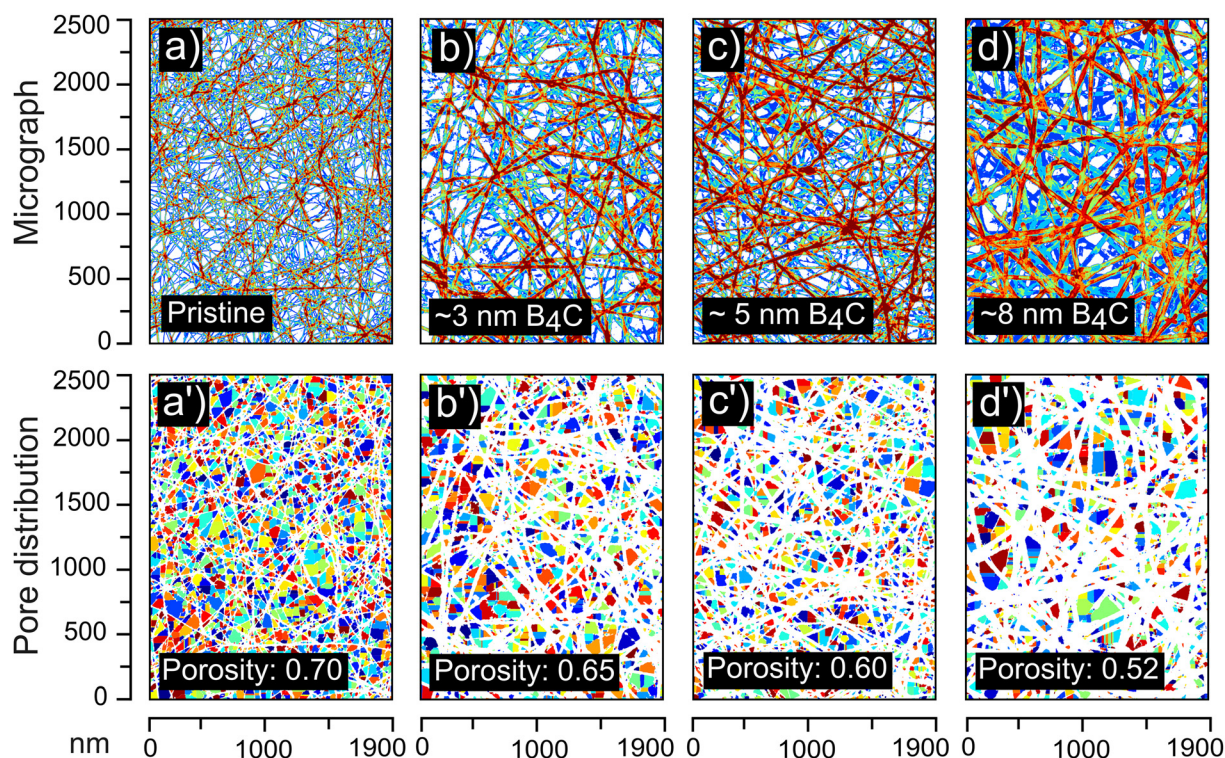 Micrograph
2500
2000
1500
1000
500
0
a)
Pristine
b)
~3 nm B4C
c)
~ 5 nm B4C
d)
~8 nm B4C
Pore distribution
2500
2000
1500
1000
500
0
a')
Porosity: 0.70
b')
Porosity: 0.65
c')
Porosity: 0.60
d')
Porosity: 0.52
nm
0 1000 1900
0 1000 1900
0 1000 1900
0 1000 1900